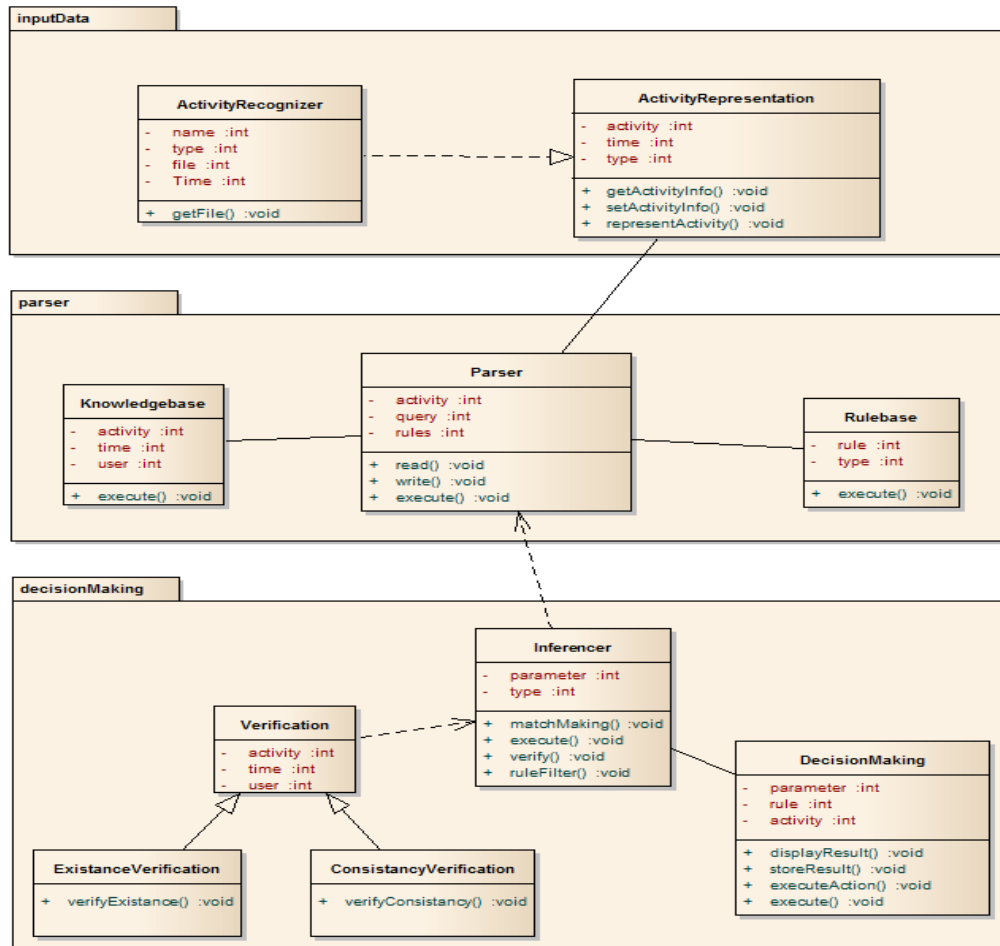 inputData
ActivityRecognizer
- name :int
- type :int
- file :int
- Time :int
+ getFile() :void
ActivityRepresentation
- activity :int
- time :int
- type :int
+ getActivityInfo() :void
+ setActivityInfo() :void
+ representActivity() :void
parser
Knowledgebase
- activity :int
- time :int
- user :int
+ execute() :void
Parser
- activity :int
- query :int
- rules :int
+ read() :void
+ write() :void
+ execute() :void
Rulebase
- rule :int
- type :int
+ execute() :void
decisionMaking
Inferencer
- parameter :int
- type :int
+ matchMaking() :void
+ execute() :void
+ verify() :void
+ ruleFilter() :void
Verification
- activity :int
- time :int
- user :int
DecisionMaking
- parameter :int
- rule :int
- activity :int
+ displayResult() :void
+ storeResult() :void
+ executeAction() :void
+ execute() :void
ExistanceVerification
+ verifyExistance() :void
ConsistancyVerification
+ verifyConsistancy() :void